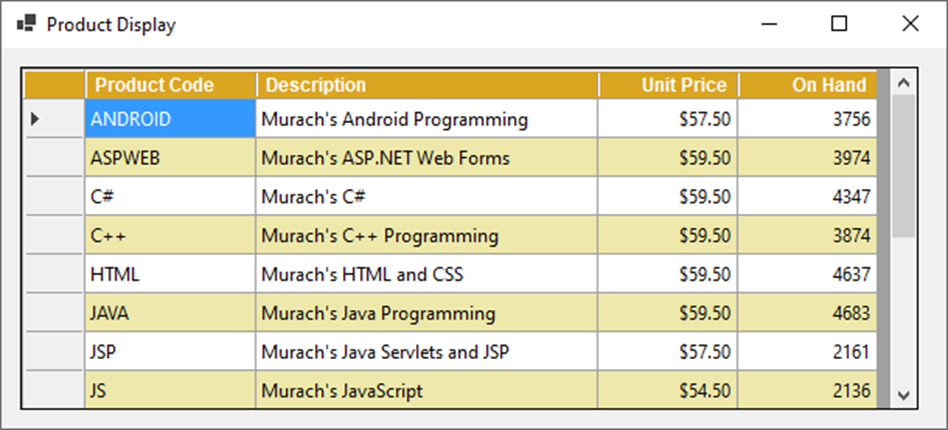 Product Display
Product Code Description Unit Price On Hand
ANDROID Murach's Android Programming $57.50 3756
ASPWEB Murach's ASP.NET Web Forms $59.50 3974
C# Murach's C# $59.50 4347
C++ Murach's C++ Programming $59.50 3874
HTML Murach's HTML and CSS $59.50 4637
JAVA Murach's Java Programming $59.50 4683
JSP Murach's Java Servlets and JSP $57.50 2161
JS Murach's JavaScript $54.50 2136